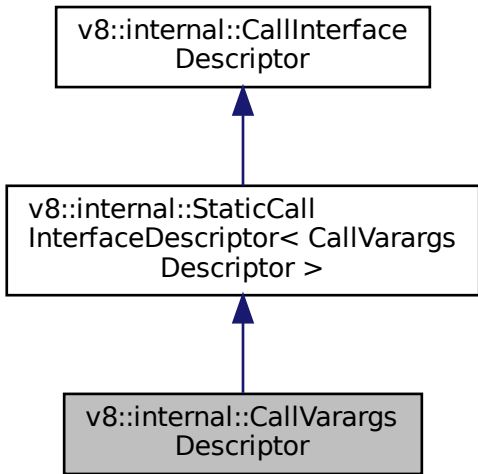 v8::internal::CallInterface
Descriptor
v8::internal::StaticCall
InterfaceDescriptor< CallVarargs
Descriptor >
v8::internal::CallVarargs
Descriptor